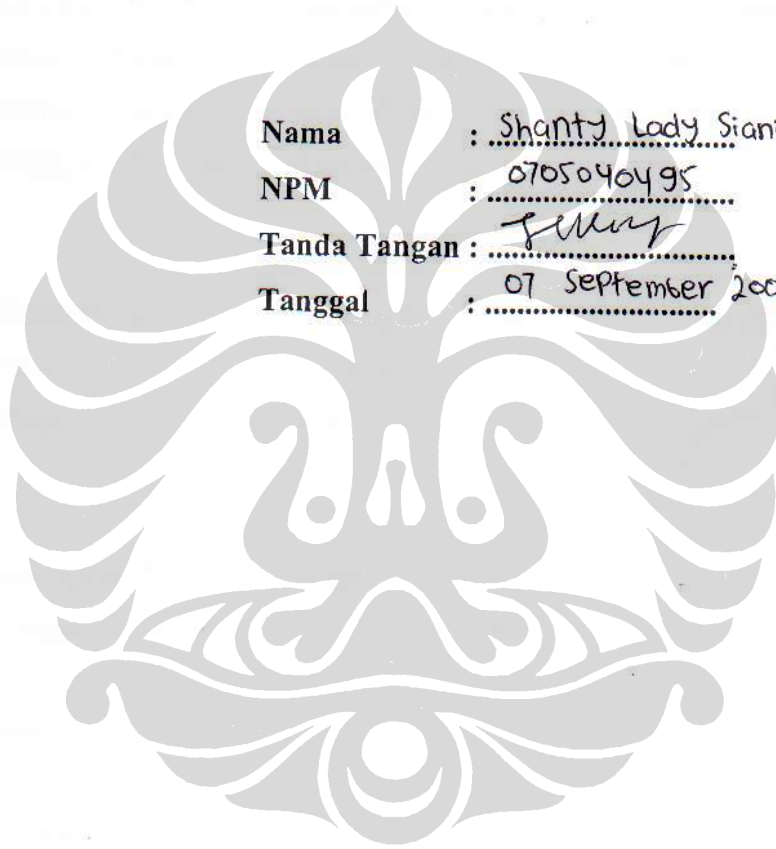 Nama : Shanty Lady
NPM : 0705040495
Tanda Tangan :
Tanggal : 07 September